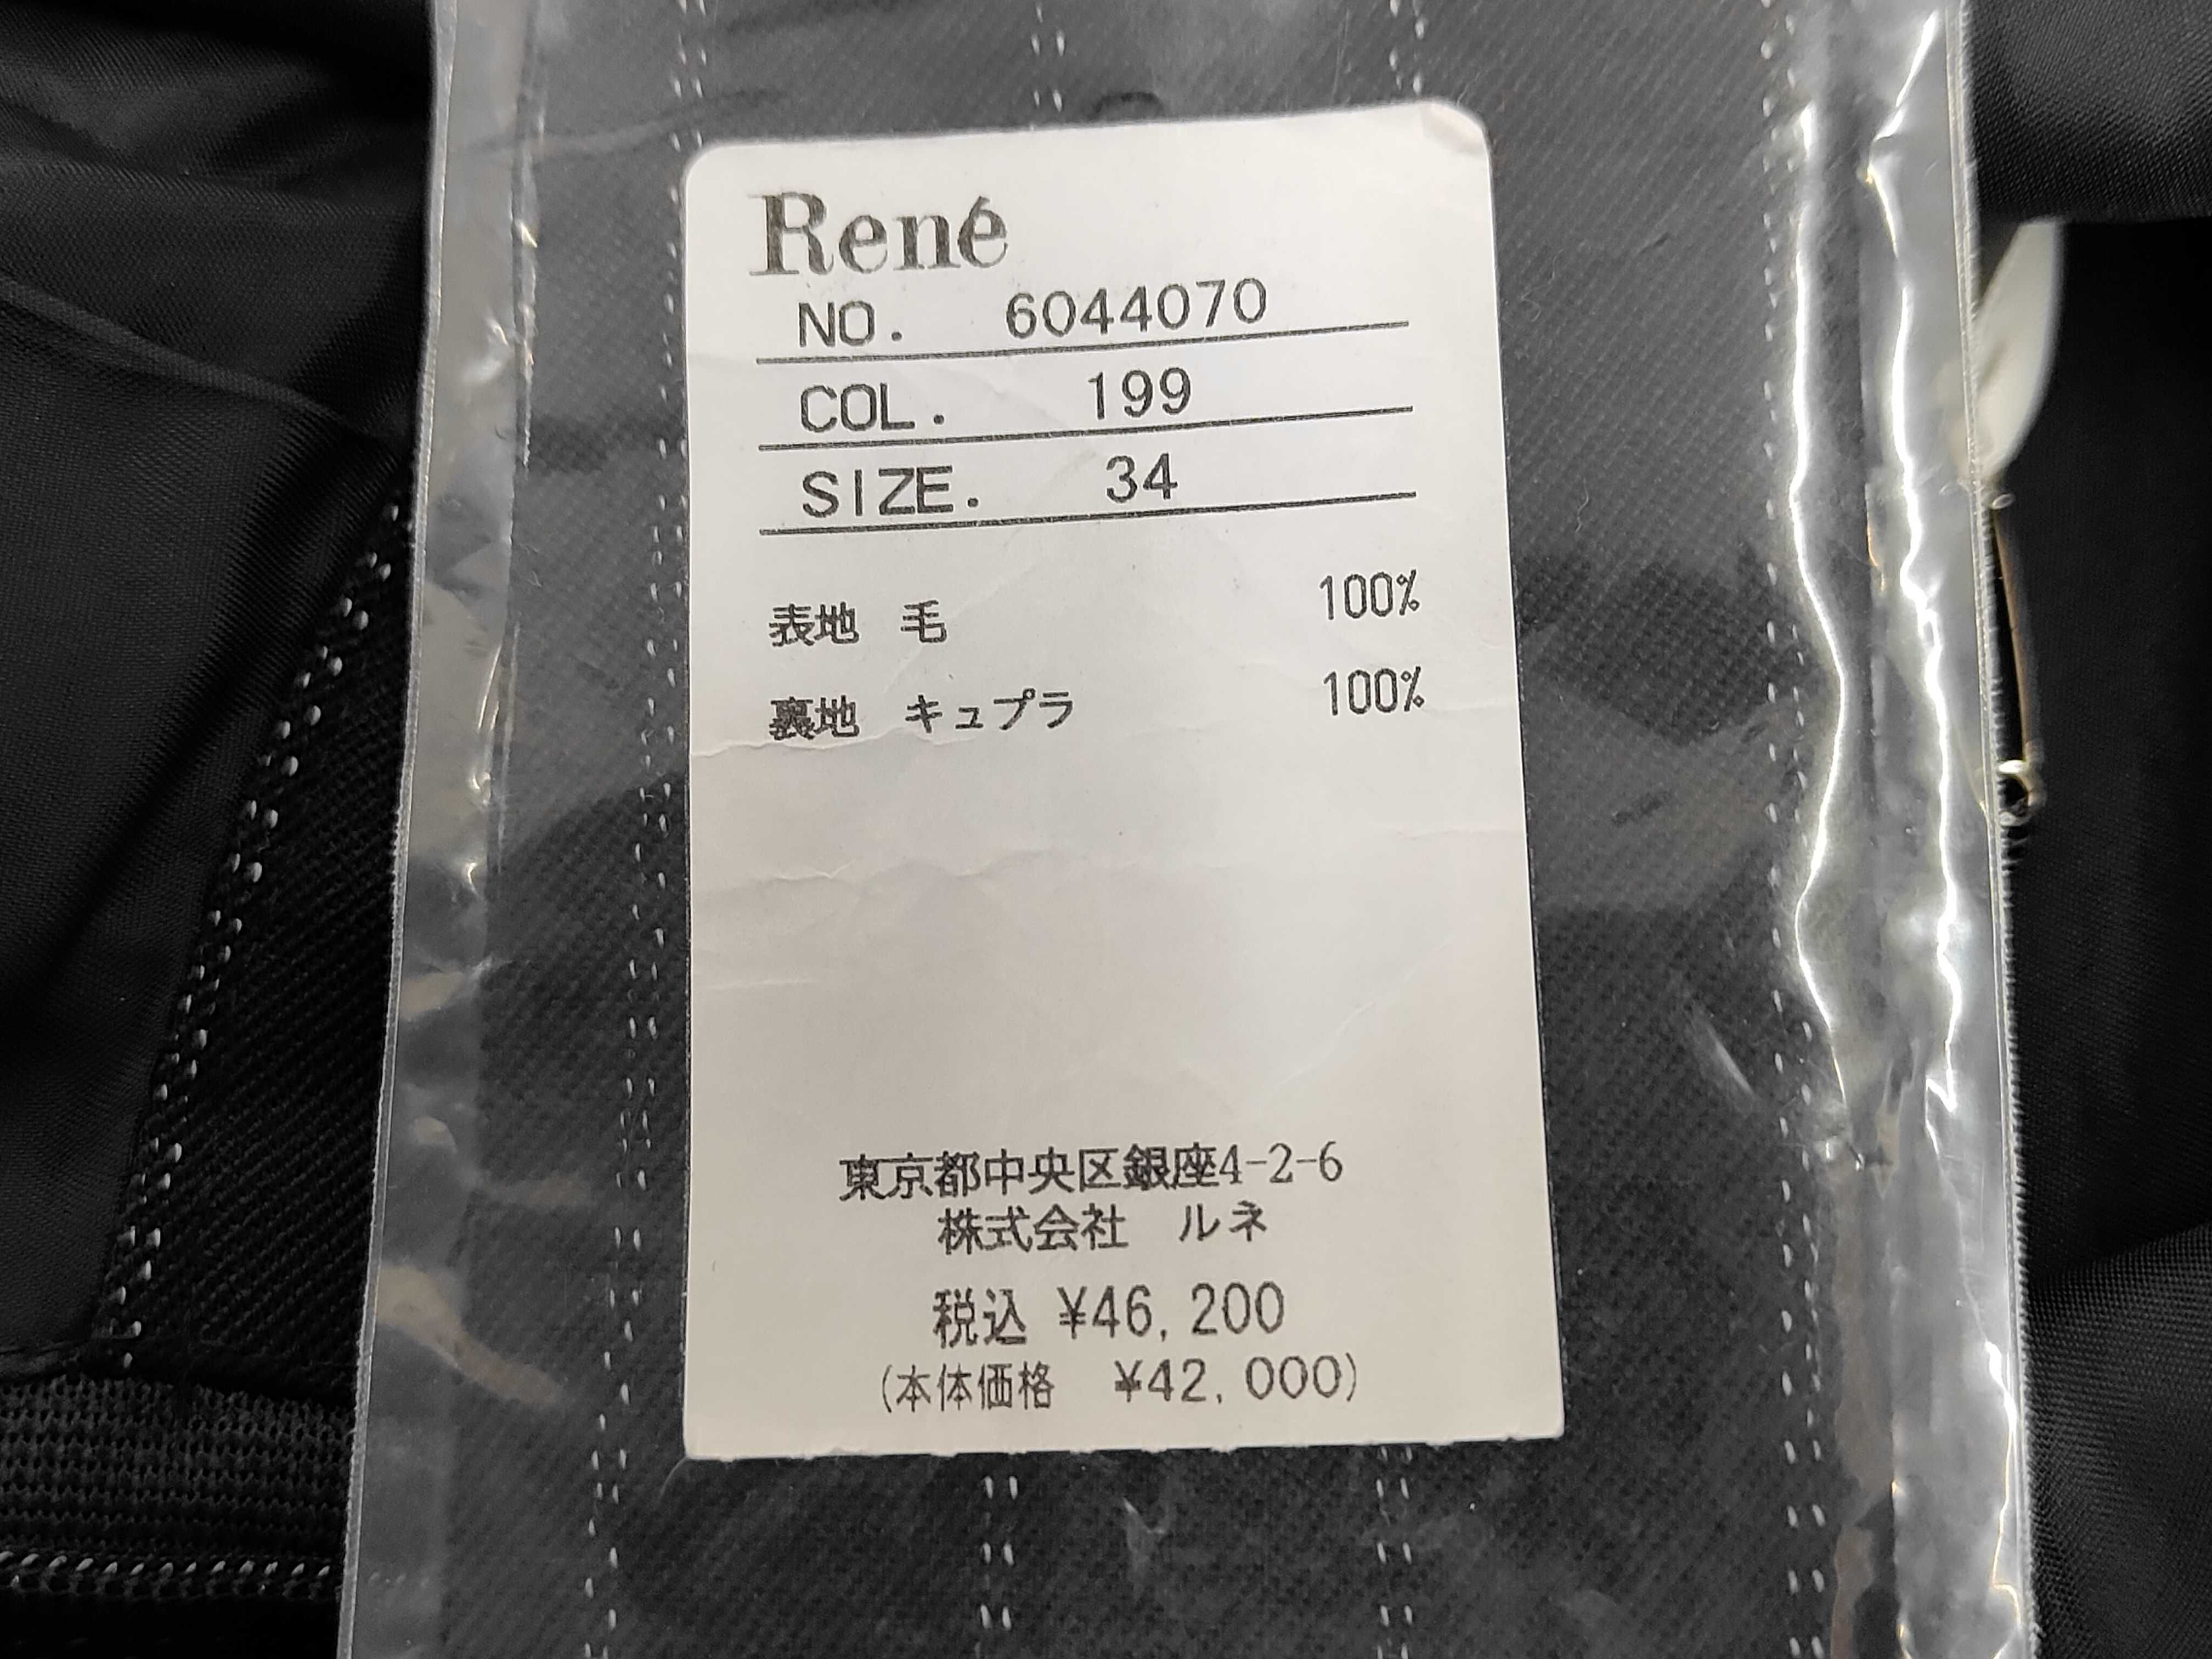 René
NO. 6044070
COL. 199
SIZE. 34
表地 毛 100%
裏地 キュプラ 100%
東京都中央区銀座4-2-6
株式会社 ルネ
税込 ¥46,200
(本体価格 ¥42,000)